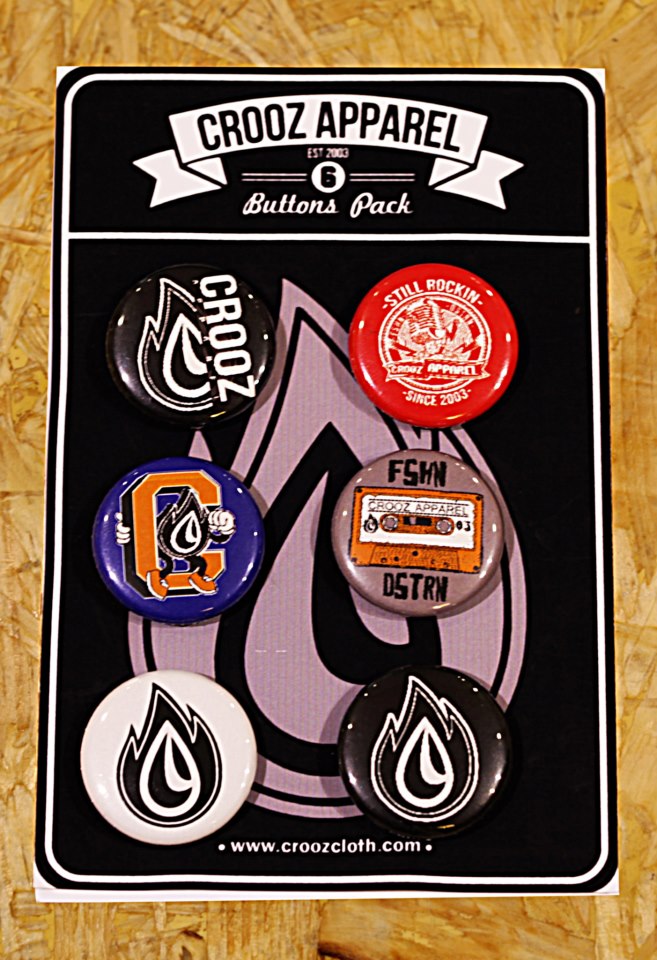 CROOZ APPAREL
EST 2003
6
Buttons Pack
CROOZ
-STILL ROCKIN-
CROOZ APPAREL
-SINCE 2003-
C
FSHN
CROOZ APPAREL
03
DSTRN
• www.croozcloth.com •